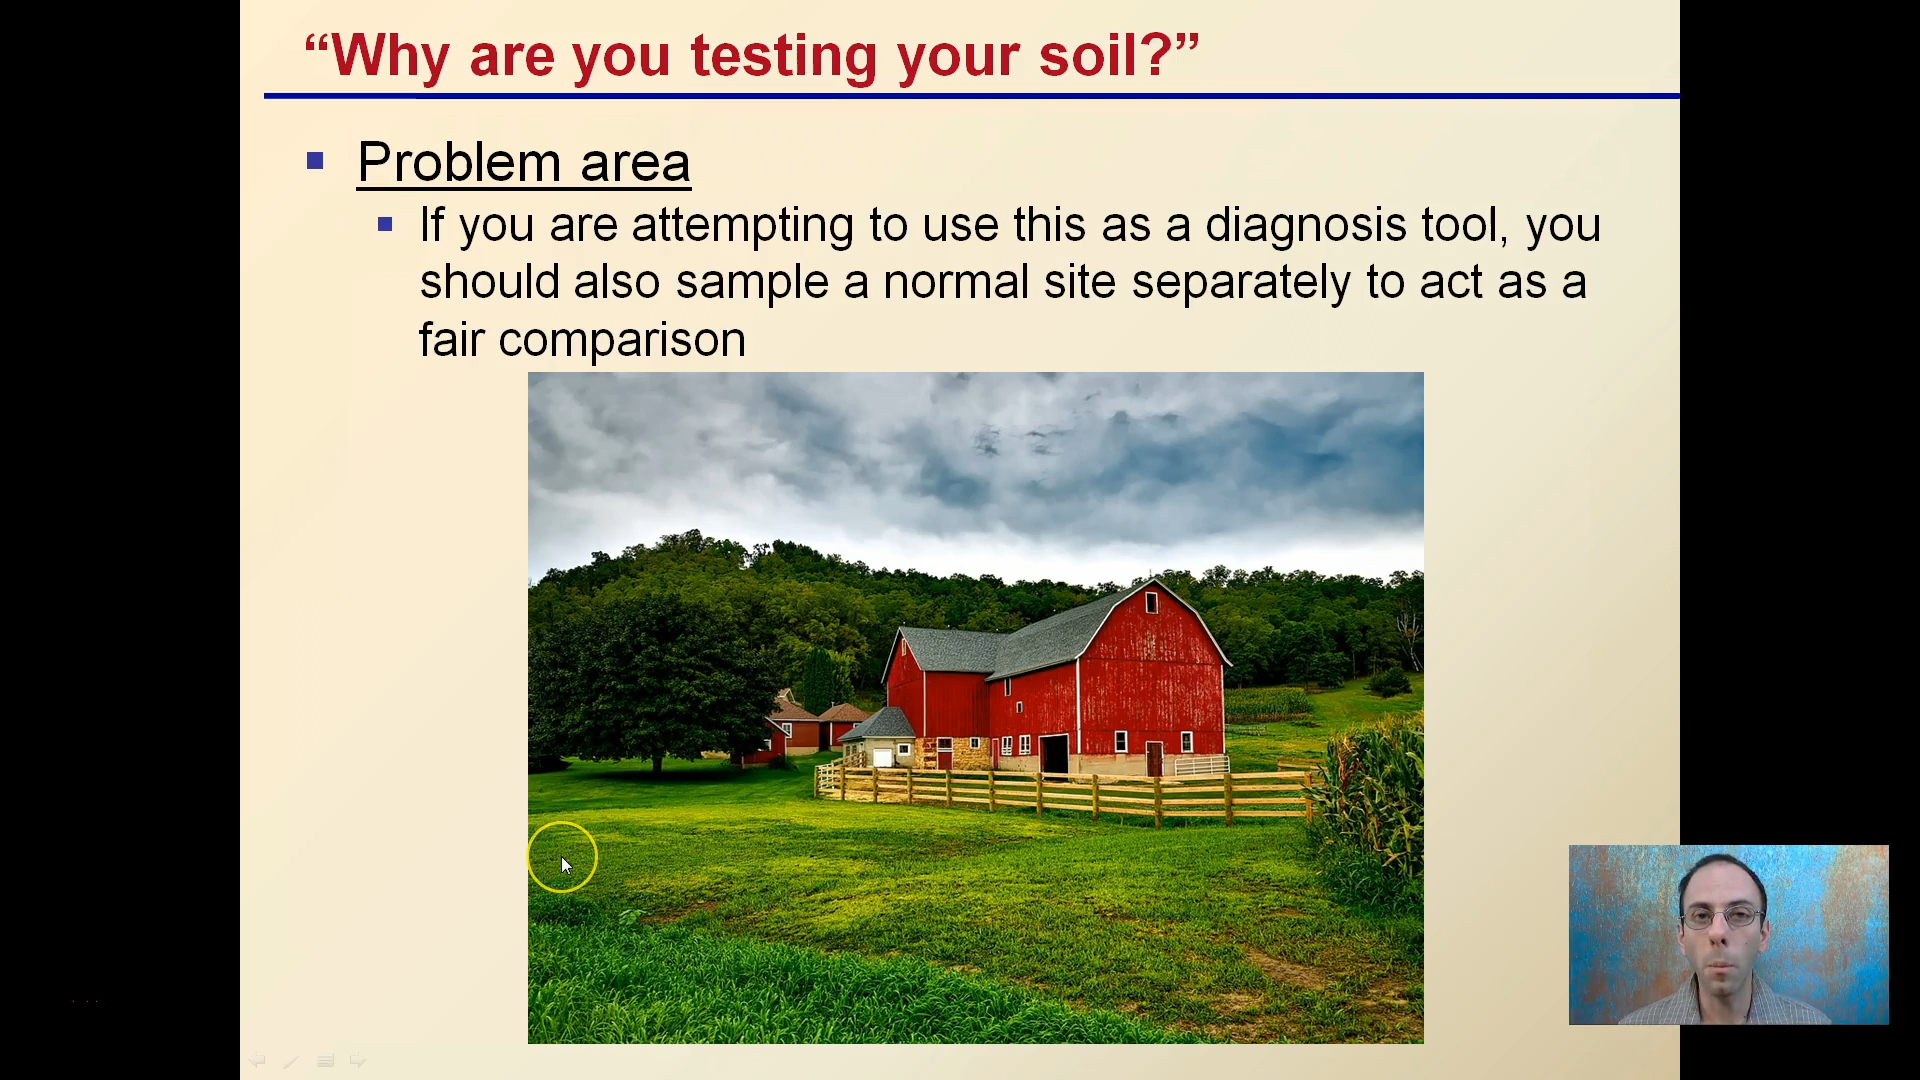 “Why are you testing your soil?”
Problem area
If you are attempting to use this as a diagnosis tool, you
should also sample a normal site separately to act as a
fair comparison